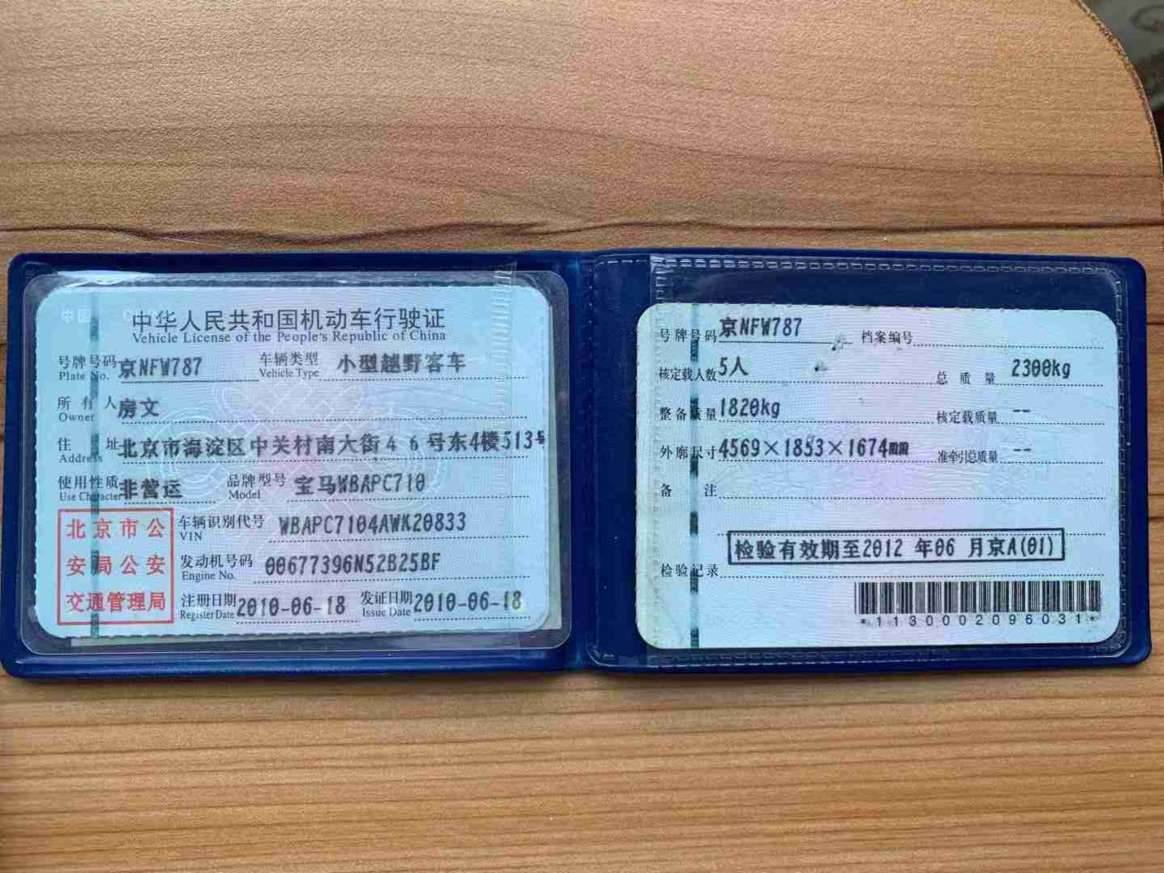 中华人民共和国机动车行驶证
Vehicle License of the People's Republic of China
号牌号码 京NFW787 车辆类型 小型越野客车
Plate No. Vehicle Type
所有人 房文
Owner
住址 北京市海淀区中关村南大街46号东4楼513号
Address
使用性质 非营运 品牌型号 宝马WBAPC710
Use Character Model
北京市公
安局公安
交通管理局
车辆识别代号 WBAPC7104AWK20833
VIN
发动机号码 00677396N52B25BF
Engine No.
注册日期 2010-06-18 发证日期 2010-06-18
Register Date Issue Date
号牌号码 京NFW787 档案编号
核定载人数 5人 总质量 2300kg
整备质量 1820kg 核定载质量 --
外廓尺寸 4569×1853×1674mm 准牵引总质量 --
备注
检验有效期至2012 年06 月京A(01)
检验记录
*1130002096031*